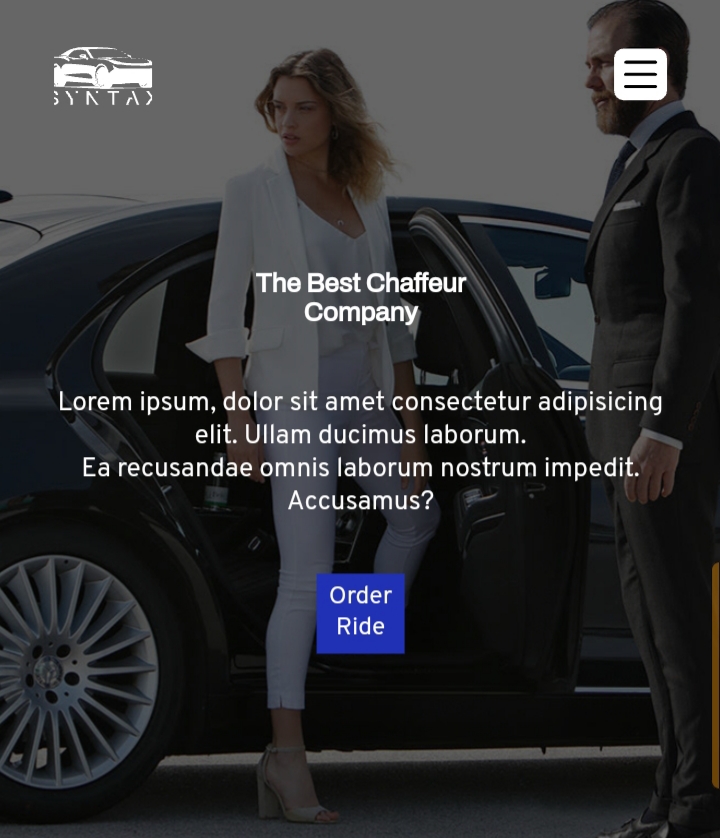 SYNTAX
The Best Chaffeur
Company
Lorem ipsum, dolor sit amet consectetur adipisicing
elit. Ullam ducimus laborum.
Ea recusandae omnis laborum nostrum impedit.
Accusamus?
Order
Ride